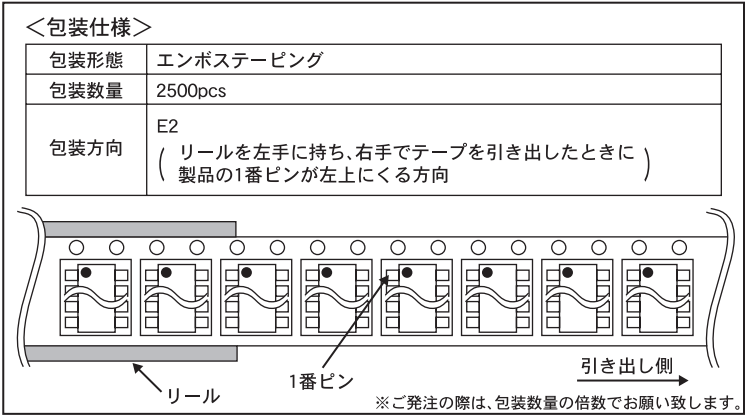 ＜包装仕様＞
包装形態 エンボステーピング
包装数量 2500pcs
包装方向 E2
( リールを左手に持ち、右手でテープを引き出したときに
製品の1番ピンが左上にくる方向 )
リール
1番ピン
引き出し側
※ご発注の際は、包装数量の倍数でお願い致します。